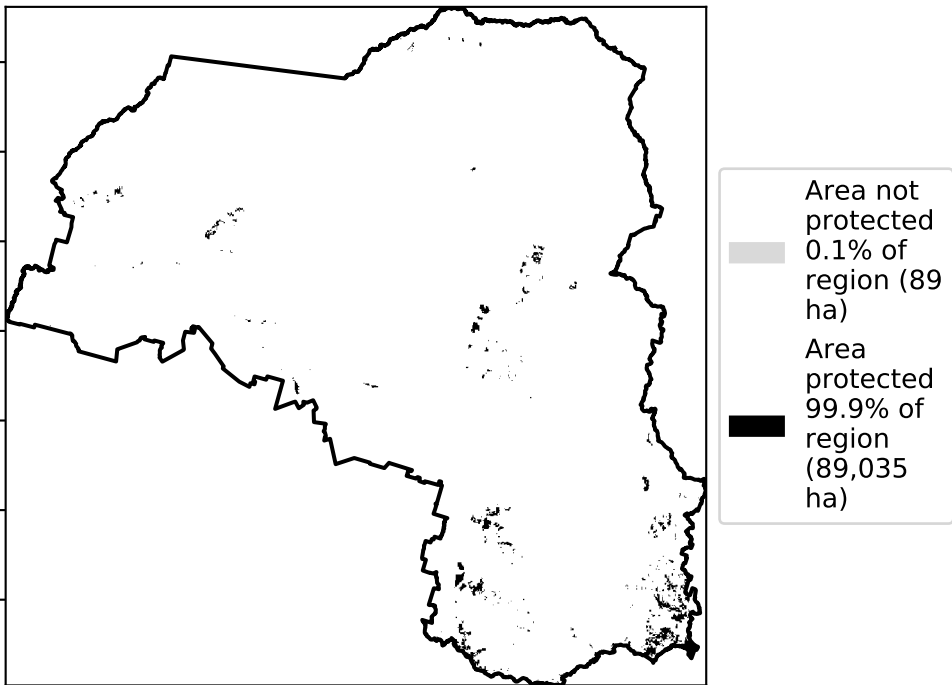 Area not
protected
0.1% of
region (89
ha)
Area
protected
99.9% of
region
(89,035
ha)